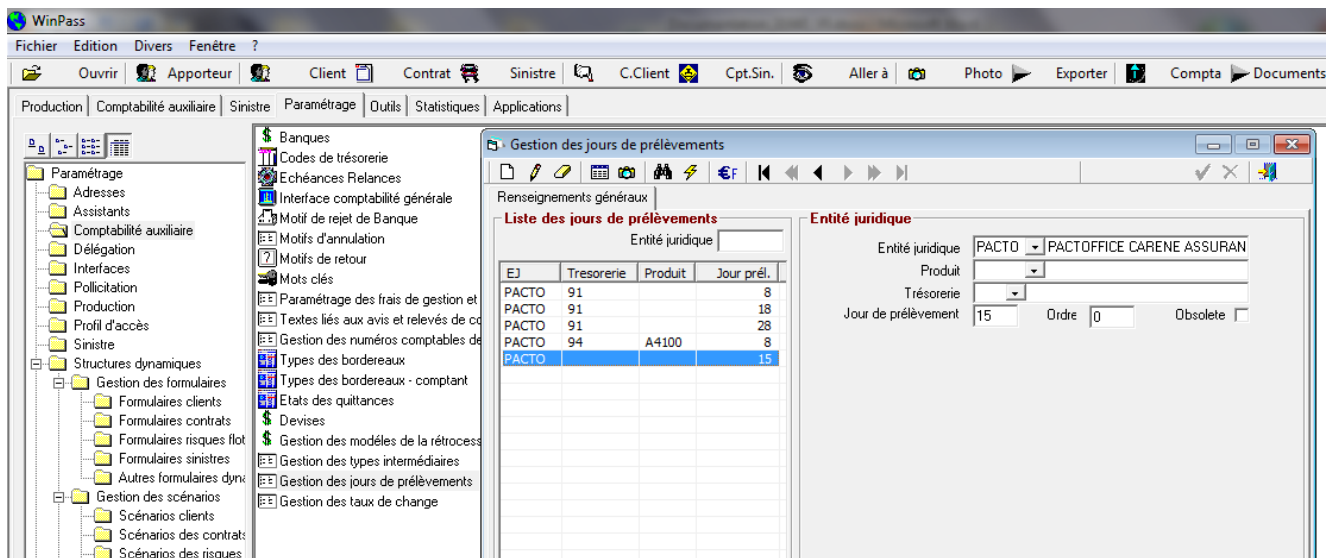 WinPass
Fichier Edition Divers Fenêtre ?
Ouvrir Apporteur Client Contrat Sinistre C.Client Cpt.Sin. Aller à Photo Exporter Compta Documents
Production Comptabilité auxiliaire Sinistre Paramétrage Outils Statistiques Applications
Paramétrage
Adresses
Assistants
Comptabilité auxiliaire
Délégation
Interfaces
Pollicitation
Production
Profil d'accès
Sinistre
Structures dynamiques
Gestion des formulaires
Formulaires clients
Formulaires contrats
Formulaires risques flot
Formulaires sinistres
Autres formulaires dyna
Gestion des scénarios
Scénarios clients
Scénarios des contrats
Scénarios des risques
Banques
Codes de trésorerie
Echéances Relances
Interface comptabilité générale
Motif de rejet de Banque
Motifs d'annulation
Motifs de retour
Mots clés
Paramétrage des frais de gestion et
Textes liés aux avis et relevés de co
Gestion des numéros comptables de
Types des bordereaux
Types des bordereaux - comptant
Etats des quittances
Devises
Gestion des modéles de la rétrocess
Gestion des types intermédiaires
Gestion des jours de prélèvements
Gestion des taux de change
Gestion des jours de prélèvements
€F
Renseignements généraux
Liste des jours de prélèvements
Entité juridique
EJ Tresorerie Produit Jour prél.
PACTO 91 8
PACTO 91 18
PACTO 91 28
PACTO 94 A4100 8
PACTO 15
Entité juridique
Entité juridique PACTO PACTOFFICE CARENE ASSURAN
Produit
Trésorerie
Jour de prélèvement 15 Ordre 0 Obsolete